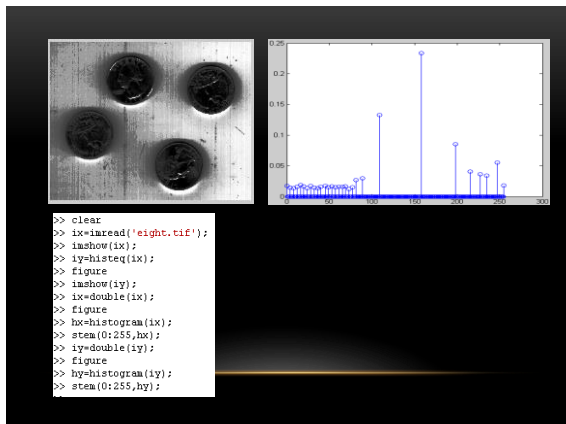 0.25
0.2
0.15
0.1
0.05
0
0 50 100 150 200 250 300
>> clear
>> ix=imread('eight.tif');
>> imshow(ix);
>> iy=histeq(ix);
>> figure
>> imshow(iy);
>> ix=double(ix);
>> figure
>> hx=histogram(ix);
>> stem(0:255,hx);
>> iy=double(iy);
>> figure
>> hy=histogram(iy);
>> stem(0:255,hy);